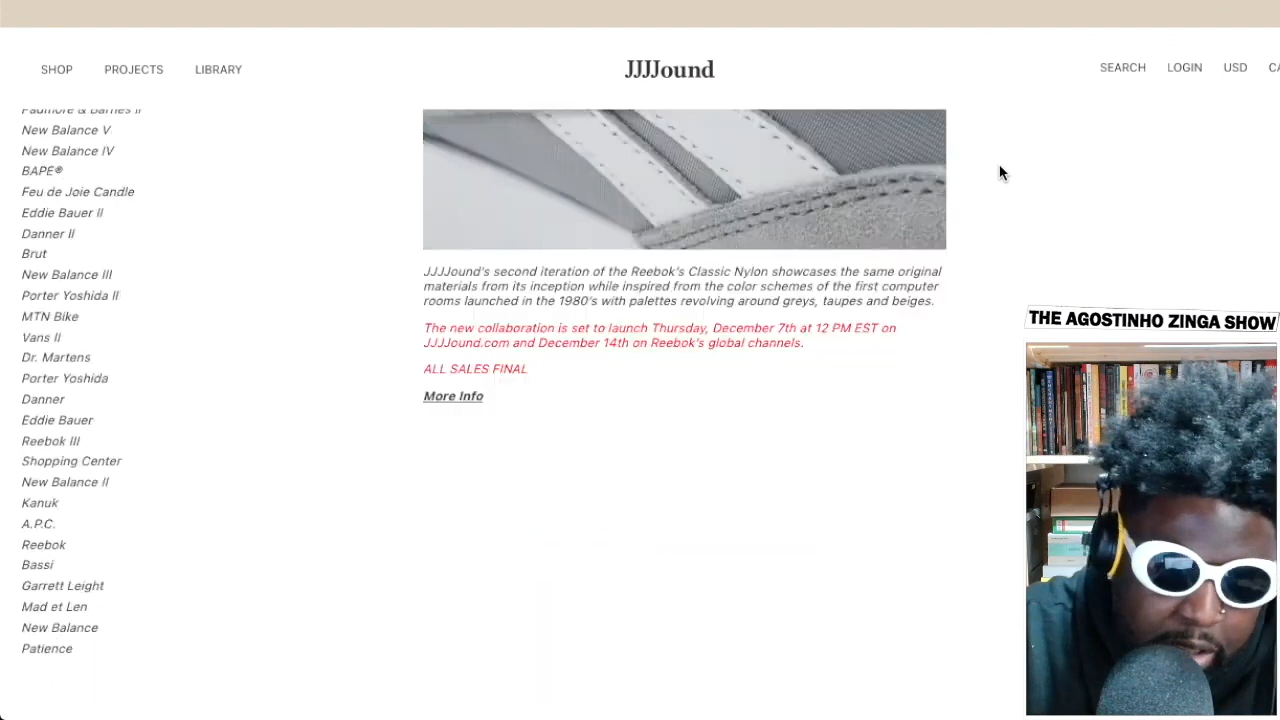 SHOP PROJECTS LIBRARY
JJJJound
SEARCH LOGIN USD
Padmore & Barnes II
New Balance V
New Balance IV
BAPE®
Feu de Joie Candle
Eddie Bauer II
Danner II
Brut
New Balance III
Porter Yoshida II
MTN Bike
Vans II
Dr. Martens
Porter Yoshida
Danner
Eddie Bauer
Reebok III
Shopping Center
New Balance II
Kanuk
A.P.C.
Reebok
Bassi
Garrett Leight
Mad et Len
New Balance
Patience
JJJJound's second iteration of the Reebok's Classic Nylon showcases the same original
materials from its inception while inspired from the color schemes of the first computer
rooms launched in the 1980's with palettes revolving around greys, taupes and beiges.
The new collaboration is set to launch Thursday, December 7th at 12 PM EST on
JJJJound.com and December 14th on Reebok's global channels.
ALL SALES FINAL
More Info
THE AGOSTINHO ZINGA SHOW